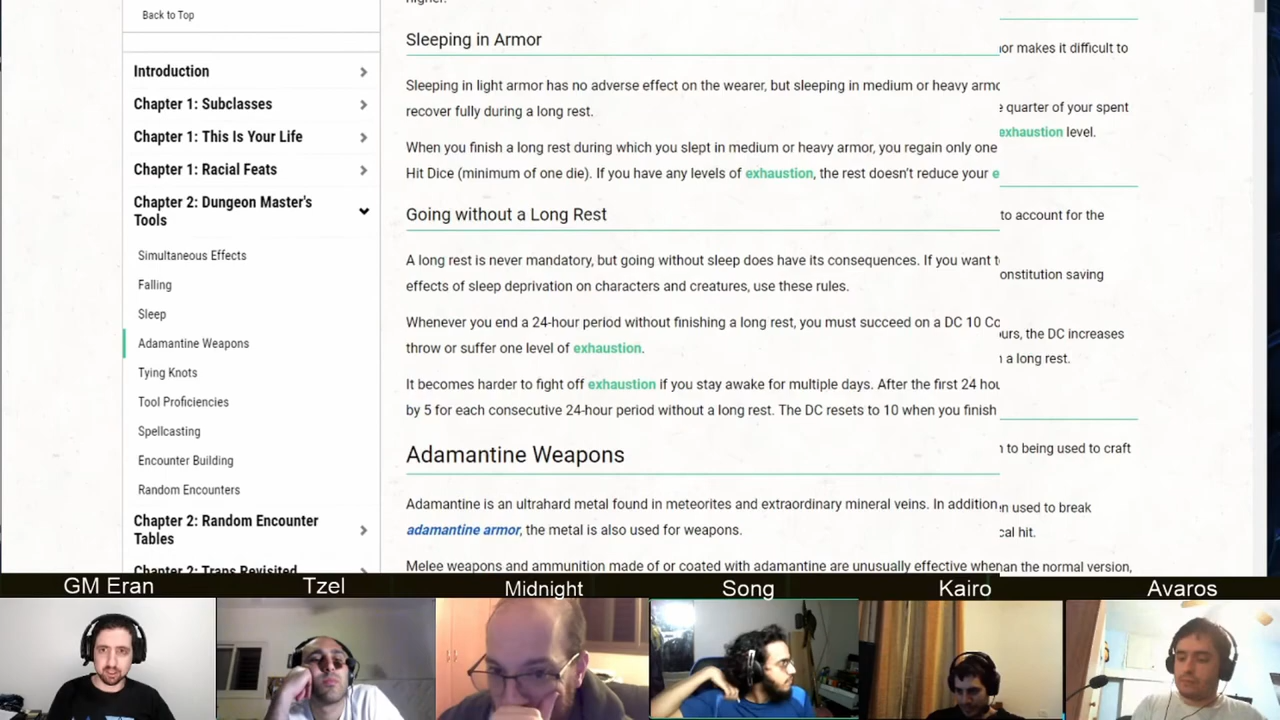 higher.
Back to Top
Introduction
Chapter 1: Subclasses
Chapter 1: This Is Your Life
Chapter 1: Racial Feats
Chapter 2: Dungeon Master's
Tools
Simultaneous Effects
Falling
Sleep
Adamantine Weapons
Tying Knots
Tool Proficiencies
Spellcasting
Encounter Building
Random Encounters
Chapter 2: Random Encounter
Tables
Chapter 2: Traps Revisited
Sleeping in Armor
Sleeping in light armor has no adverse effect on the wearer, but sleeping in medium or heavy armo
or makes it difficult to
recover fully during a long rest.
When you finish a long rest during which you slept in medium or heavy armor, you regain only one
e quarter of your spent
Hit Dice (minimum of one die). If you have any levels of exhaustion, the rest doesn't reduce your e
exhaustion level.
Going without a Long Rest
A long rest is never mandatory, but going without sleep does have its consequences. If you want t
to account for the
effects of sleep deprivation on characters and creatures, use these rules.
Whenever you end a 24-hour period without finishing a long rest, you must succeed on a DC 10 Co
onstitution saving
throw or suffer one level of exhaustion.
It becomes harder to fight off exhaustion if you stay awake for multiple days. After the first 24 hou
urs, the DC increases
by 5 for each consecutive 24-hour period without a long rest. The DC resets to 10 when you finish
a long rest.
Adamantine Weapons
Adamantine is an ultrahard metal found in meteorites and extraordinary mineral veins. In addition
n to being used to craft
adamantine armor, the metal is also used for weapons.
n used to break
cal hit.
Melee weapons and ammunition made of or coated with adamantine are unusually effective when
an the normal version,
GM Eran
Tzel
Midnight
Song
Kairo
Avaros